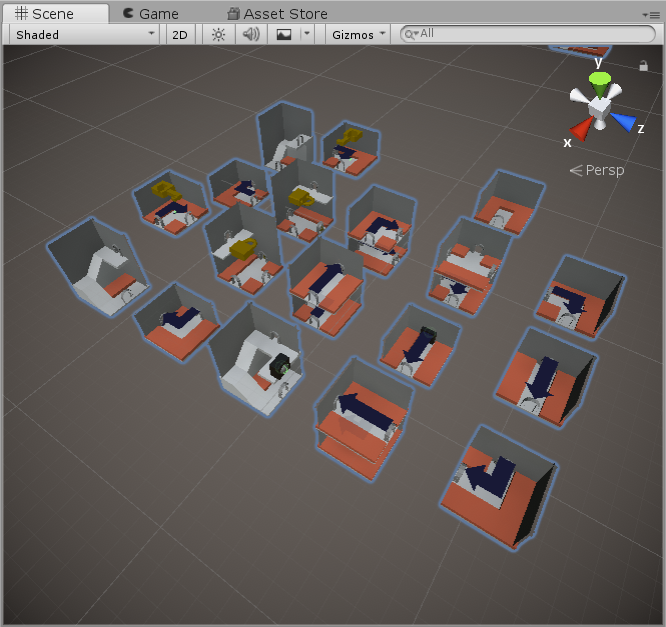 Scene
Game
Asset Store
Shaded
2D
Gizmos
All
y
x
z
Persp